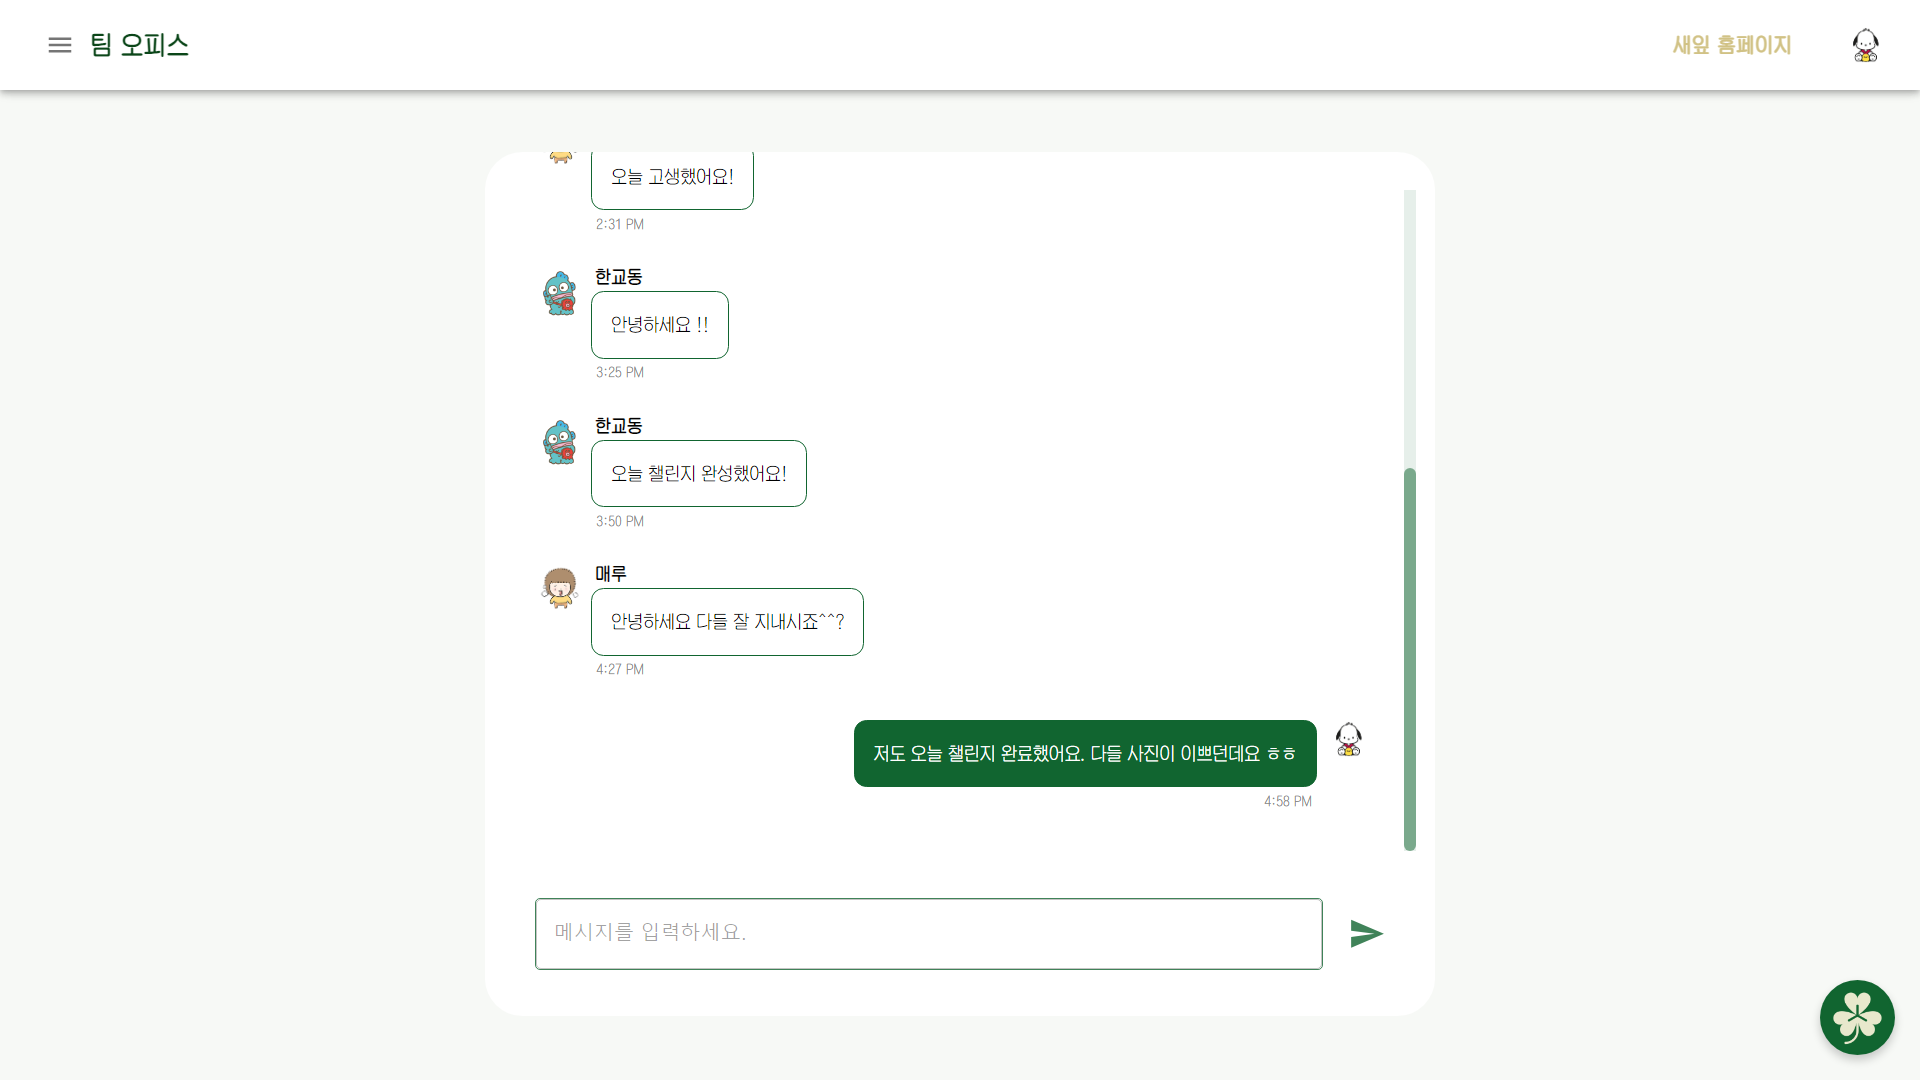 팀 오피스
새잎 홈페이지
오늘 고생했어요!
2:31 PM
한교동
안녕하세요 !!
3:25 PM
한교동
오늘 챌린지 완성했어요!
3:50 PM
매루
안녕하세요 다들 잘 지내시죠^^?
4:27 PM
저도 오늘 챌린지 완료했어요. 다들 사진이 이쁘던데요 ㅎㅎ
4:58 PM
메시지를 입력하세요.